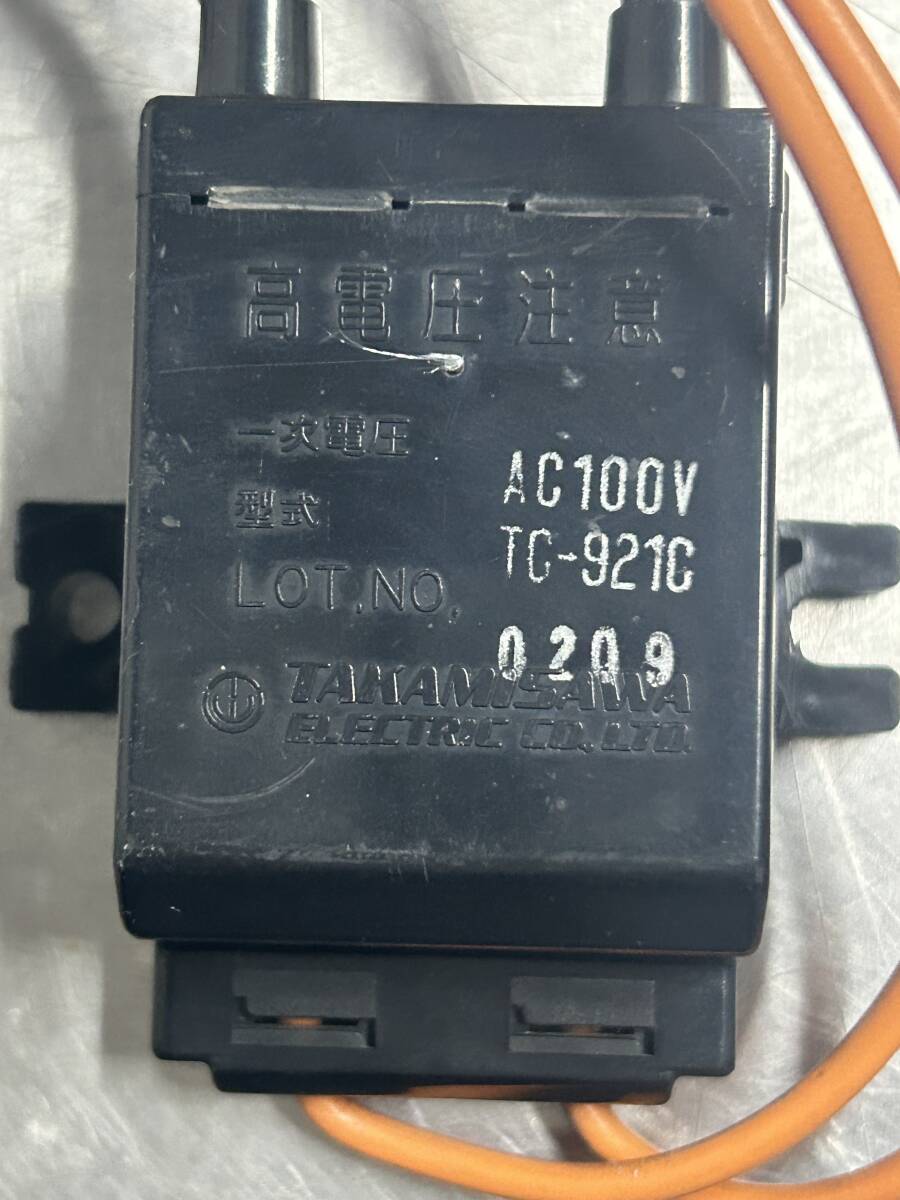 高電圧注意
一次電圧 AC100V
型式 TC-921C
LOT.NO. 0209
TAKAMISAWA
ELECTRIC CO., LTD.